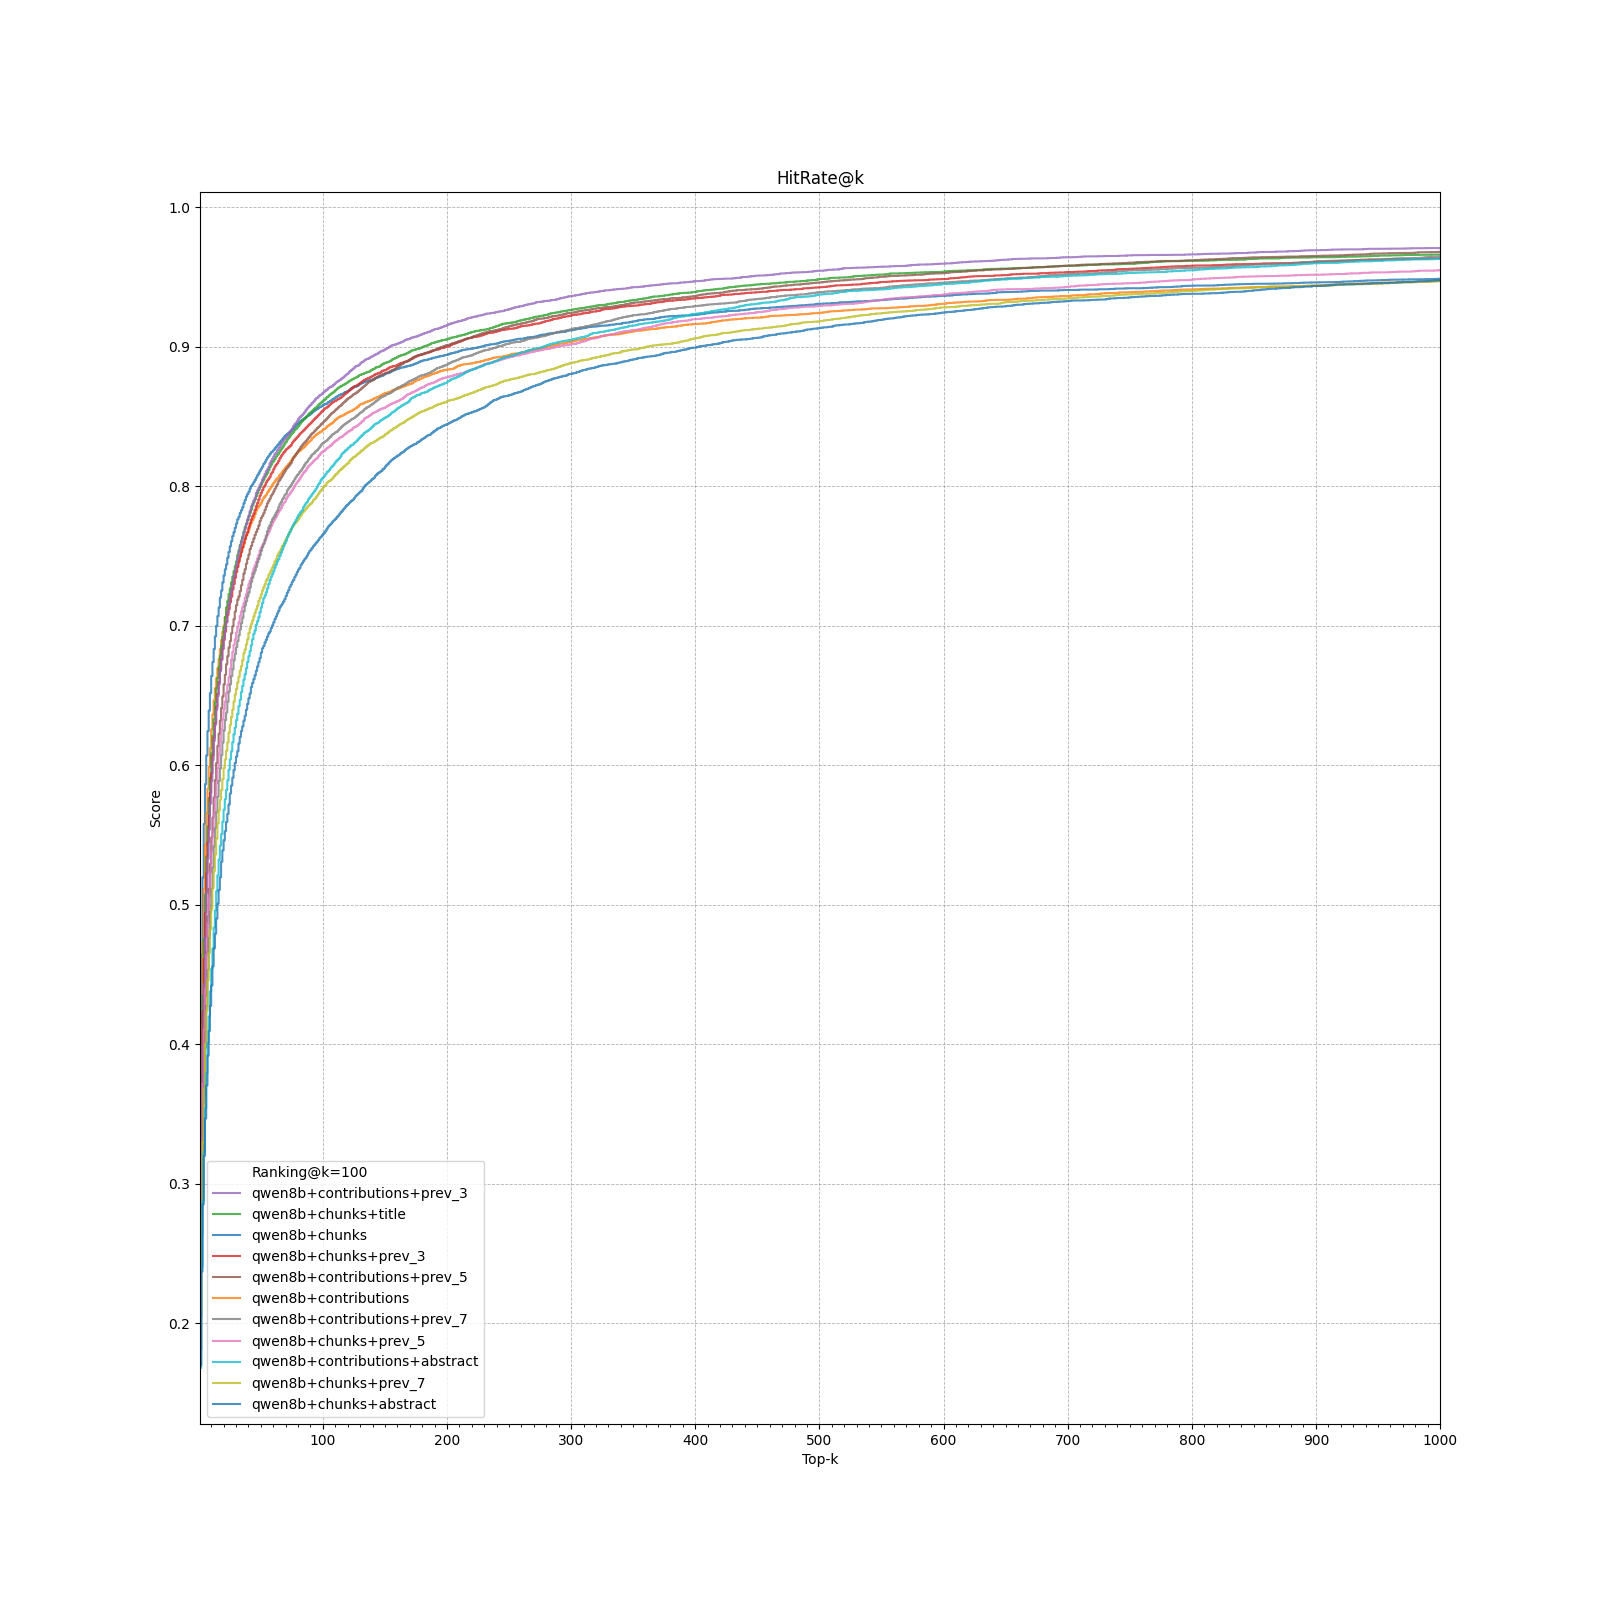 HitRate@k
1.0
0.9
0.8
0.7
0.6
0.5
0.4
0.3
0.2
Score
Ranking@k=100
qwen8b+contributions+prev_3
qwen8b+chunks+title
qwen8b+chunks
qwen8b+chunks+prev_3
qwen8b+contributions+prev_5
qwen8b+contributions
qwen8b+contributions+prev_7
qwen8b+chunks+prev_5
qwen8b+contributions+abstract
qwen8b+chunks+prev_7
qwen8b+chunks+abstract
100 200 300 400 500 600 700 800 900 1000
Top-k